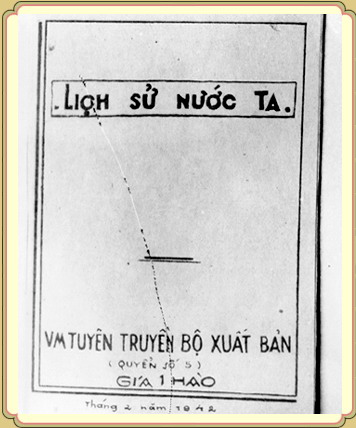 .LỊCH SỬ NƯỚC TA.
VM TUYÊN TRUYỀN BỘ XUẤT BẢN
(QUYỂN SỐ 5)
GIÁ 1 HÀO
Tháng 2 năm 1942